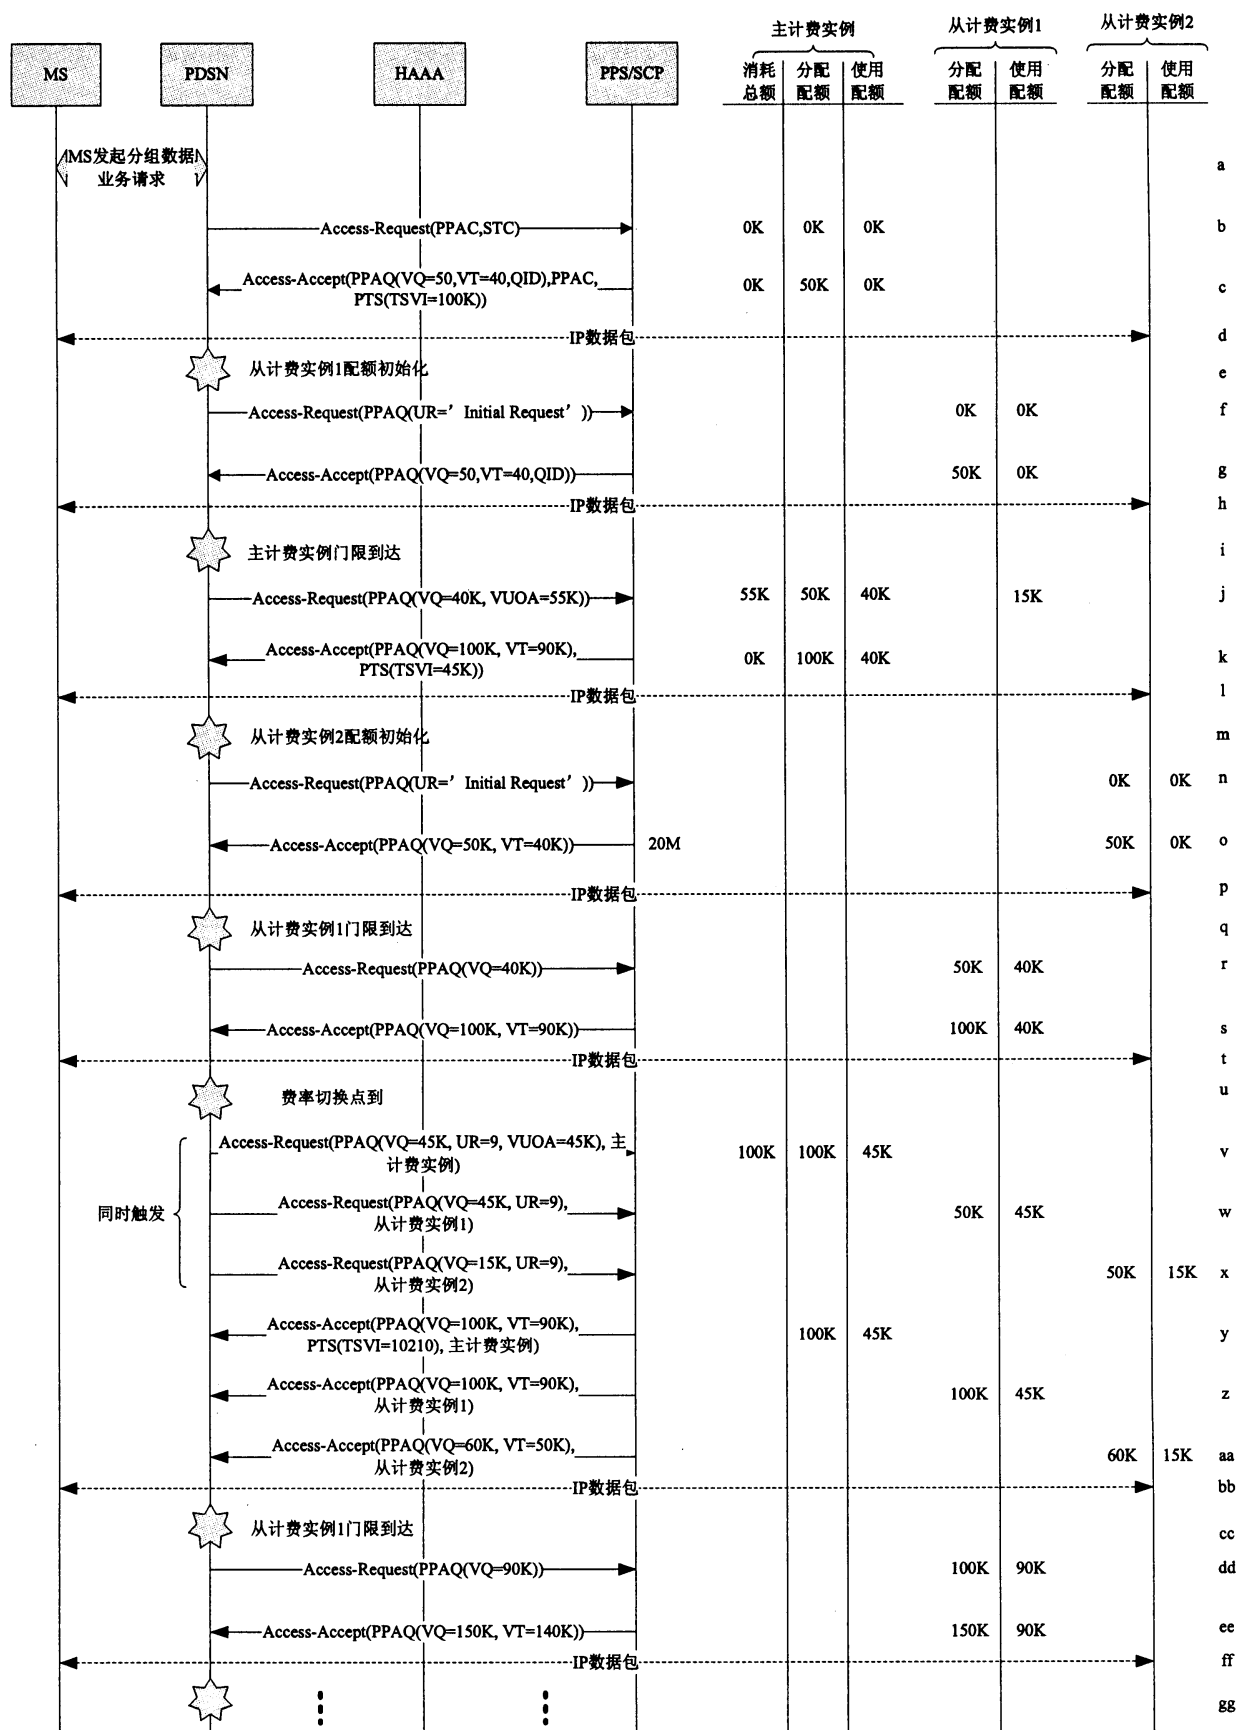 主计费实例 从计费实例1 从计费实例2
MS PDSN HAAA PPS/SCP
消耗总额 分配配额 使用配额 分配配额 使用配额 分配配额 使用配额
MS发起分组数据
业务请求 a
Access-Request(PPAC,STC) 0K 0K 0K b
Access-Accept(PPAQ(VQ=50,VT=40,QID),PPAC,
PTS(TSVI=100K)) 0K 50K 0K c
IP数据包 d
从计费实例1配额初始化 e
Access-Request(PPAQ(UR=’ Initial Request’ )) 0K 0K f
Access-Accept(PPAQ(VQ=50,VT=40,QID)) 50K 0K g
IP数据包 h
主计费实例门限到达 i
Access-Request(PPAQ(VQ=40K, VUOA=55K)) 55K 50K 40K 15K j
Access-Accept(PPAQ(VQ=100K, VT=90K),
PTS(TSVI=45K)) 0K 100K 40K k
IP数据包 l
从计费实例2配额初始化 m
Access-Request(PPAQ(UR=’ Initial Request’ )) 0K 0K n
Access-Accept(PPAQ(VQ=50K, VT=40K)) 20M 50K 0K o
IP数据包 p
从计费实例1门限到达 q
Access-Request(PPAQ(VQ=40K)) 50K 40K r
Access-Accept(PPAQ(VQ=100K, VT=90K)) 100K 40K s
IP数据包 t
费率切换点到 u
Access-Request(PPAQ(VQ=45K, UR=9, VUOA=45K), 主
计费实例) 100K 100K 45K v
同时触发
Access-Request(PPAQ(VQ=45K, UR=9),
从计费实例1) 50K 45K w
Access-Request(PPAQ(VQ=15K, UR=9),
从计费实例2) 50K 15K x
Access-Accept(PPAQ(VQ=100K, VT=90K),
PTS(TSVI=10210), 主计费实例) 100K 45K y
Access-Accept(PPAQ(VQ=100K, VT=90K),
从计费实例1) 100K 45K z
Access-Accept(PPAQ(VQ=60K, VT=50K),
从计费实例2) 60K 15K aa
IP数据包 bb
从计费实例1门限到达 cc
Access-Request(PPAQ(VQ=90K)) 100K 90K dd
Access-Accept(PPAQ(VQ=150K, VT=140K)) 150K 90K ee
IP数据包 ff
gg